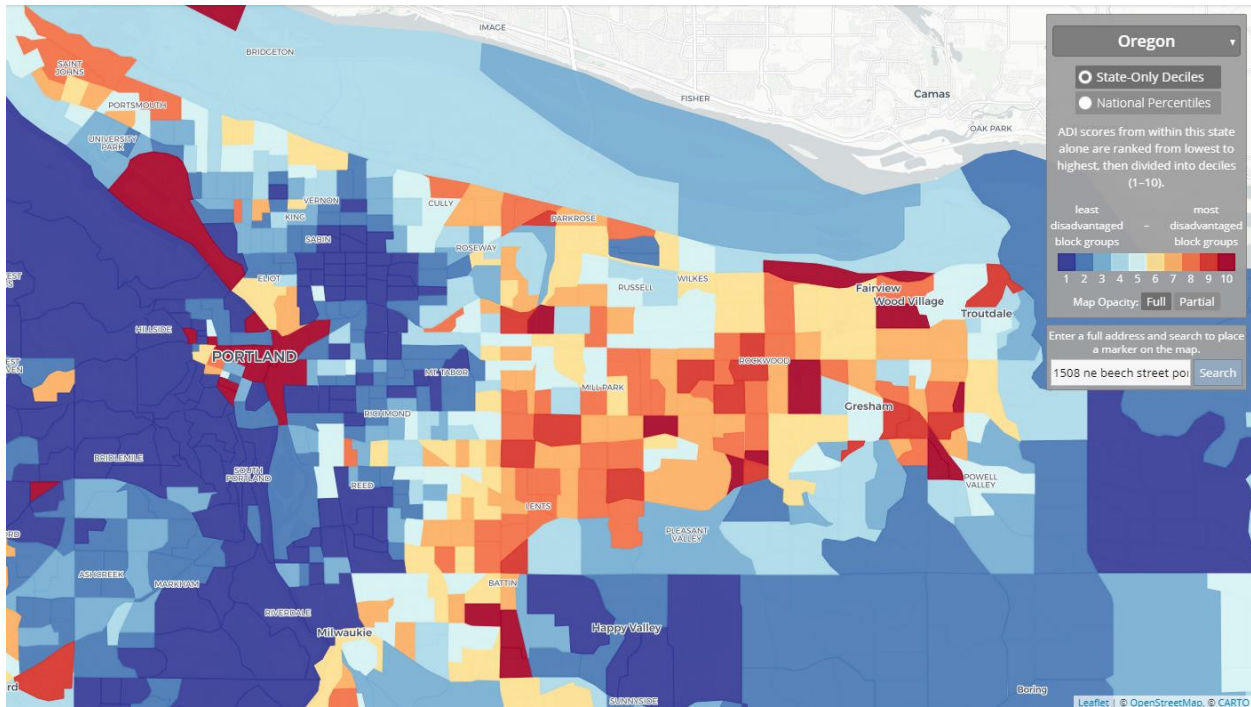 IMAGE
BRIDGETON
SAINT
JOHNS
FISHER
Camas
PORTSMOUTH
OAK PARK
UNIVERSITY
PARK
VERNON
CULLY
KING
PARKROSE
SABIN
ROSEWAY
ELIOT
WILKES
RUSSELL
Fairview
Wood Village
Troutdale
HILLSIDE
PORTLAND
ROCKWOOD
MT. TABOR
MILL PARK
RICHMOND
Gresham
BRIDLEMILE
SOUTH
PORTLAND
REED
POWELL
VALLEY
LENTS
PLEASANT
VALLEY
ASHCREEK
MARKHAM
BATTIN
RIVERDALE
Milwaukie
Happy Valley
SUNNYSIDE
Boring
Oregon
State-Only Deciles
National Percentiles
ADI scores from within this state
alone are ranked from lowest to
highest, then divided into deciles
(1–10).
least most
disadvantaged – disadvantaged
block groups block groups
1 2 3 4 5 6 7 8 9 10
Map Opacity: Full Partial
Enter a full address and search to place
a marker on the map.
1508 ne beech street por Search
Leaflet | © OpenStreetMap, © CARTO